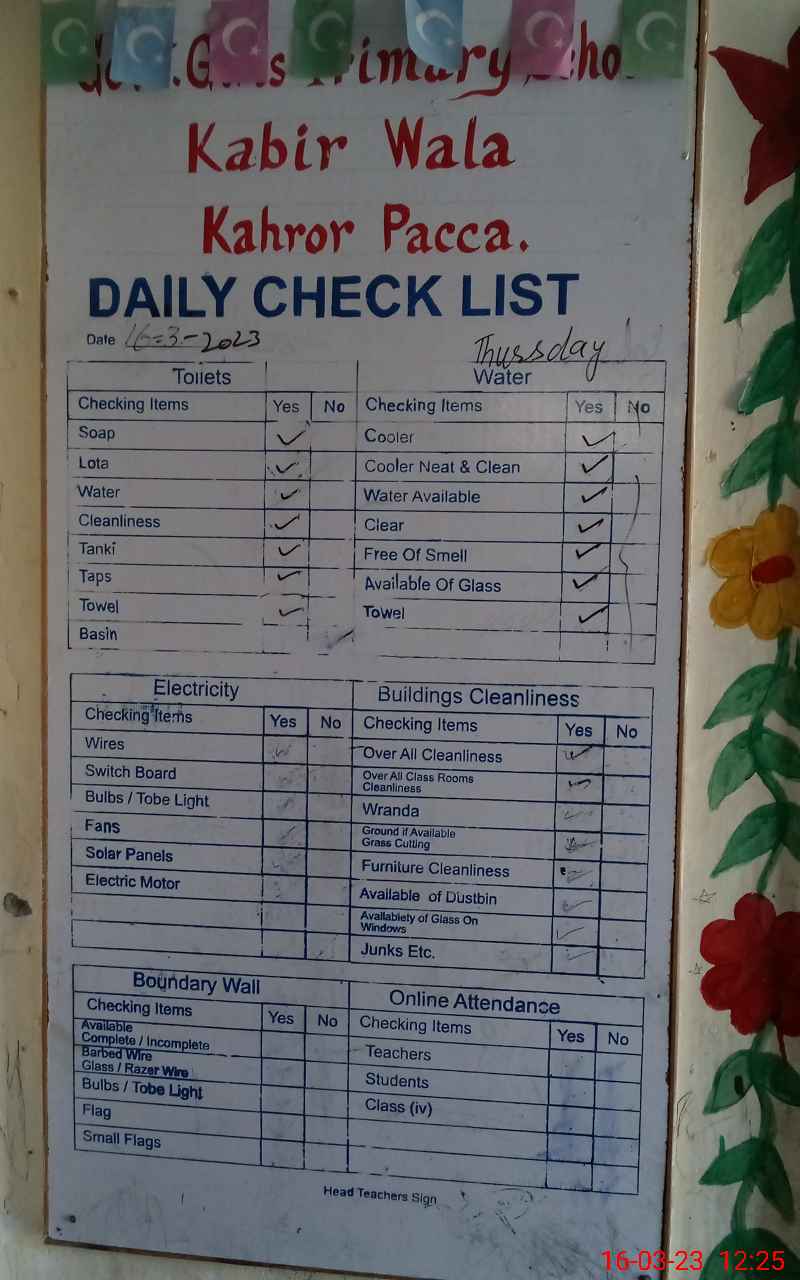 Primary
Kabir Wala
Kahror Pacca.
DAILY CHECK LIST
Date 16-3-2023
Thussday
Toilets Water
Checking Items Yes No Checking Items Yes No
Soap Cooler
Lota Cooler Neat & Clean
Water Water Available
Cleanliness Clear
Tanki Free Of Smell
Taps Available Of Glass
Towel Towel
Basin
Electricity Buildings Cleanliness
Checking Items Yes No Checking Items Yes No
Wires Over All Cleanliness
Switch Board Over All Class Rooms
Cleanliness
Bulbs / Tobe Light Wranda
Fans Ground if Available
Grass Cutting
Solar Panels Furniture Cleanliness
Electric Motor Available of Dustbin
Availabiety of Glass On
Windows
Junks Etc.
Boundary Wall Online Attendance
Checking Items Yes No Checking Items Yes No
Available
Complete / Incomplete Teachers
Barbed Wire
Glass / Razer Wire Students
Bulbs / Tobe Light Class (iv)
Flag
Small Flags
Head Teachers Sign
16-03-23 12:25